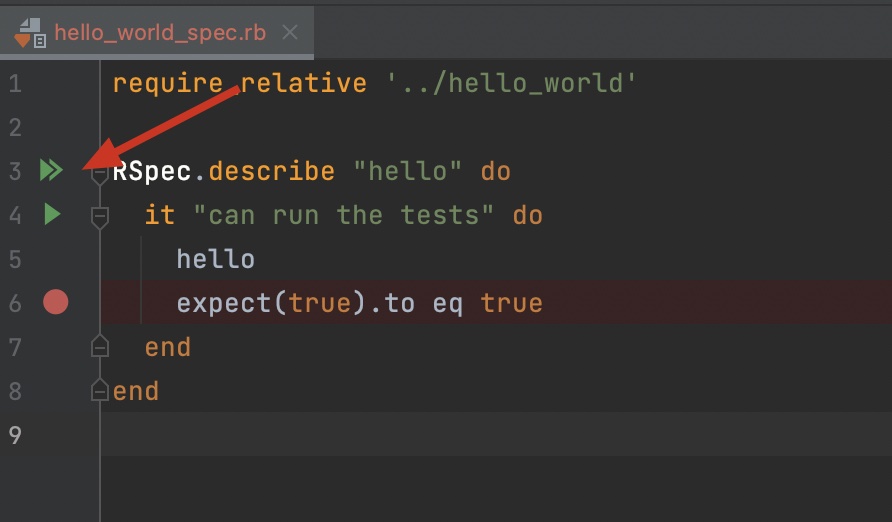 hello_world_spec.rb
1 require_relative '../hello_world'
2
3 RSpec.describe "hello" do
4 it "can run the tests" do
5 hello
6 expect(true).to eq true
7 end
8 end
9